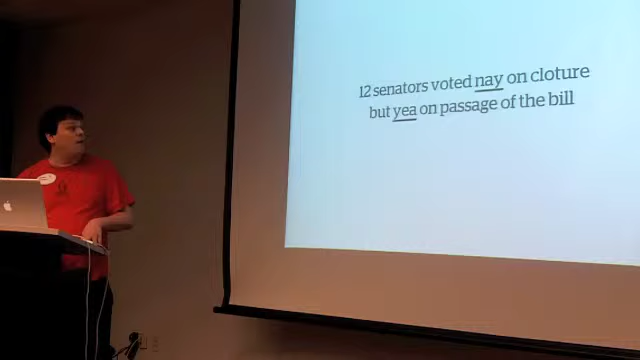 12 senators voted nay on cloture
but yea on passage of the bill